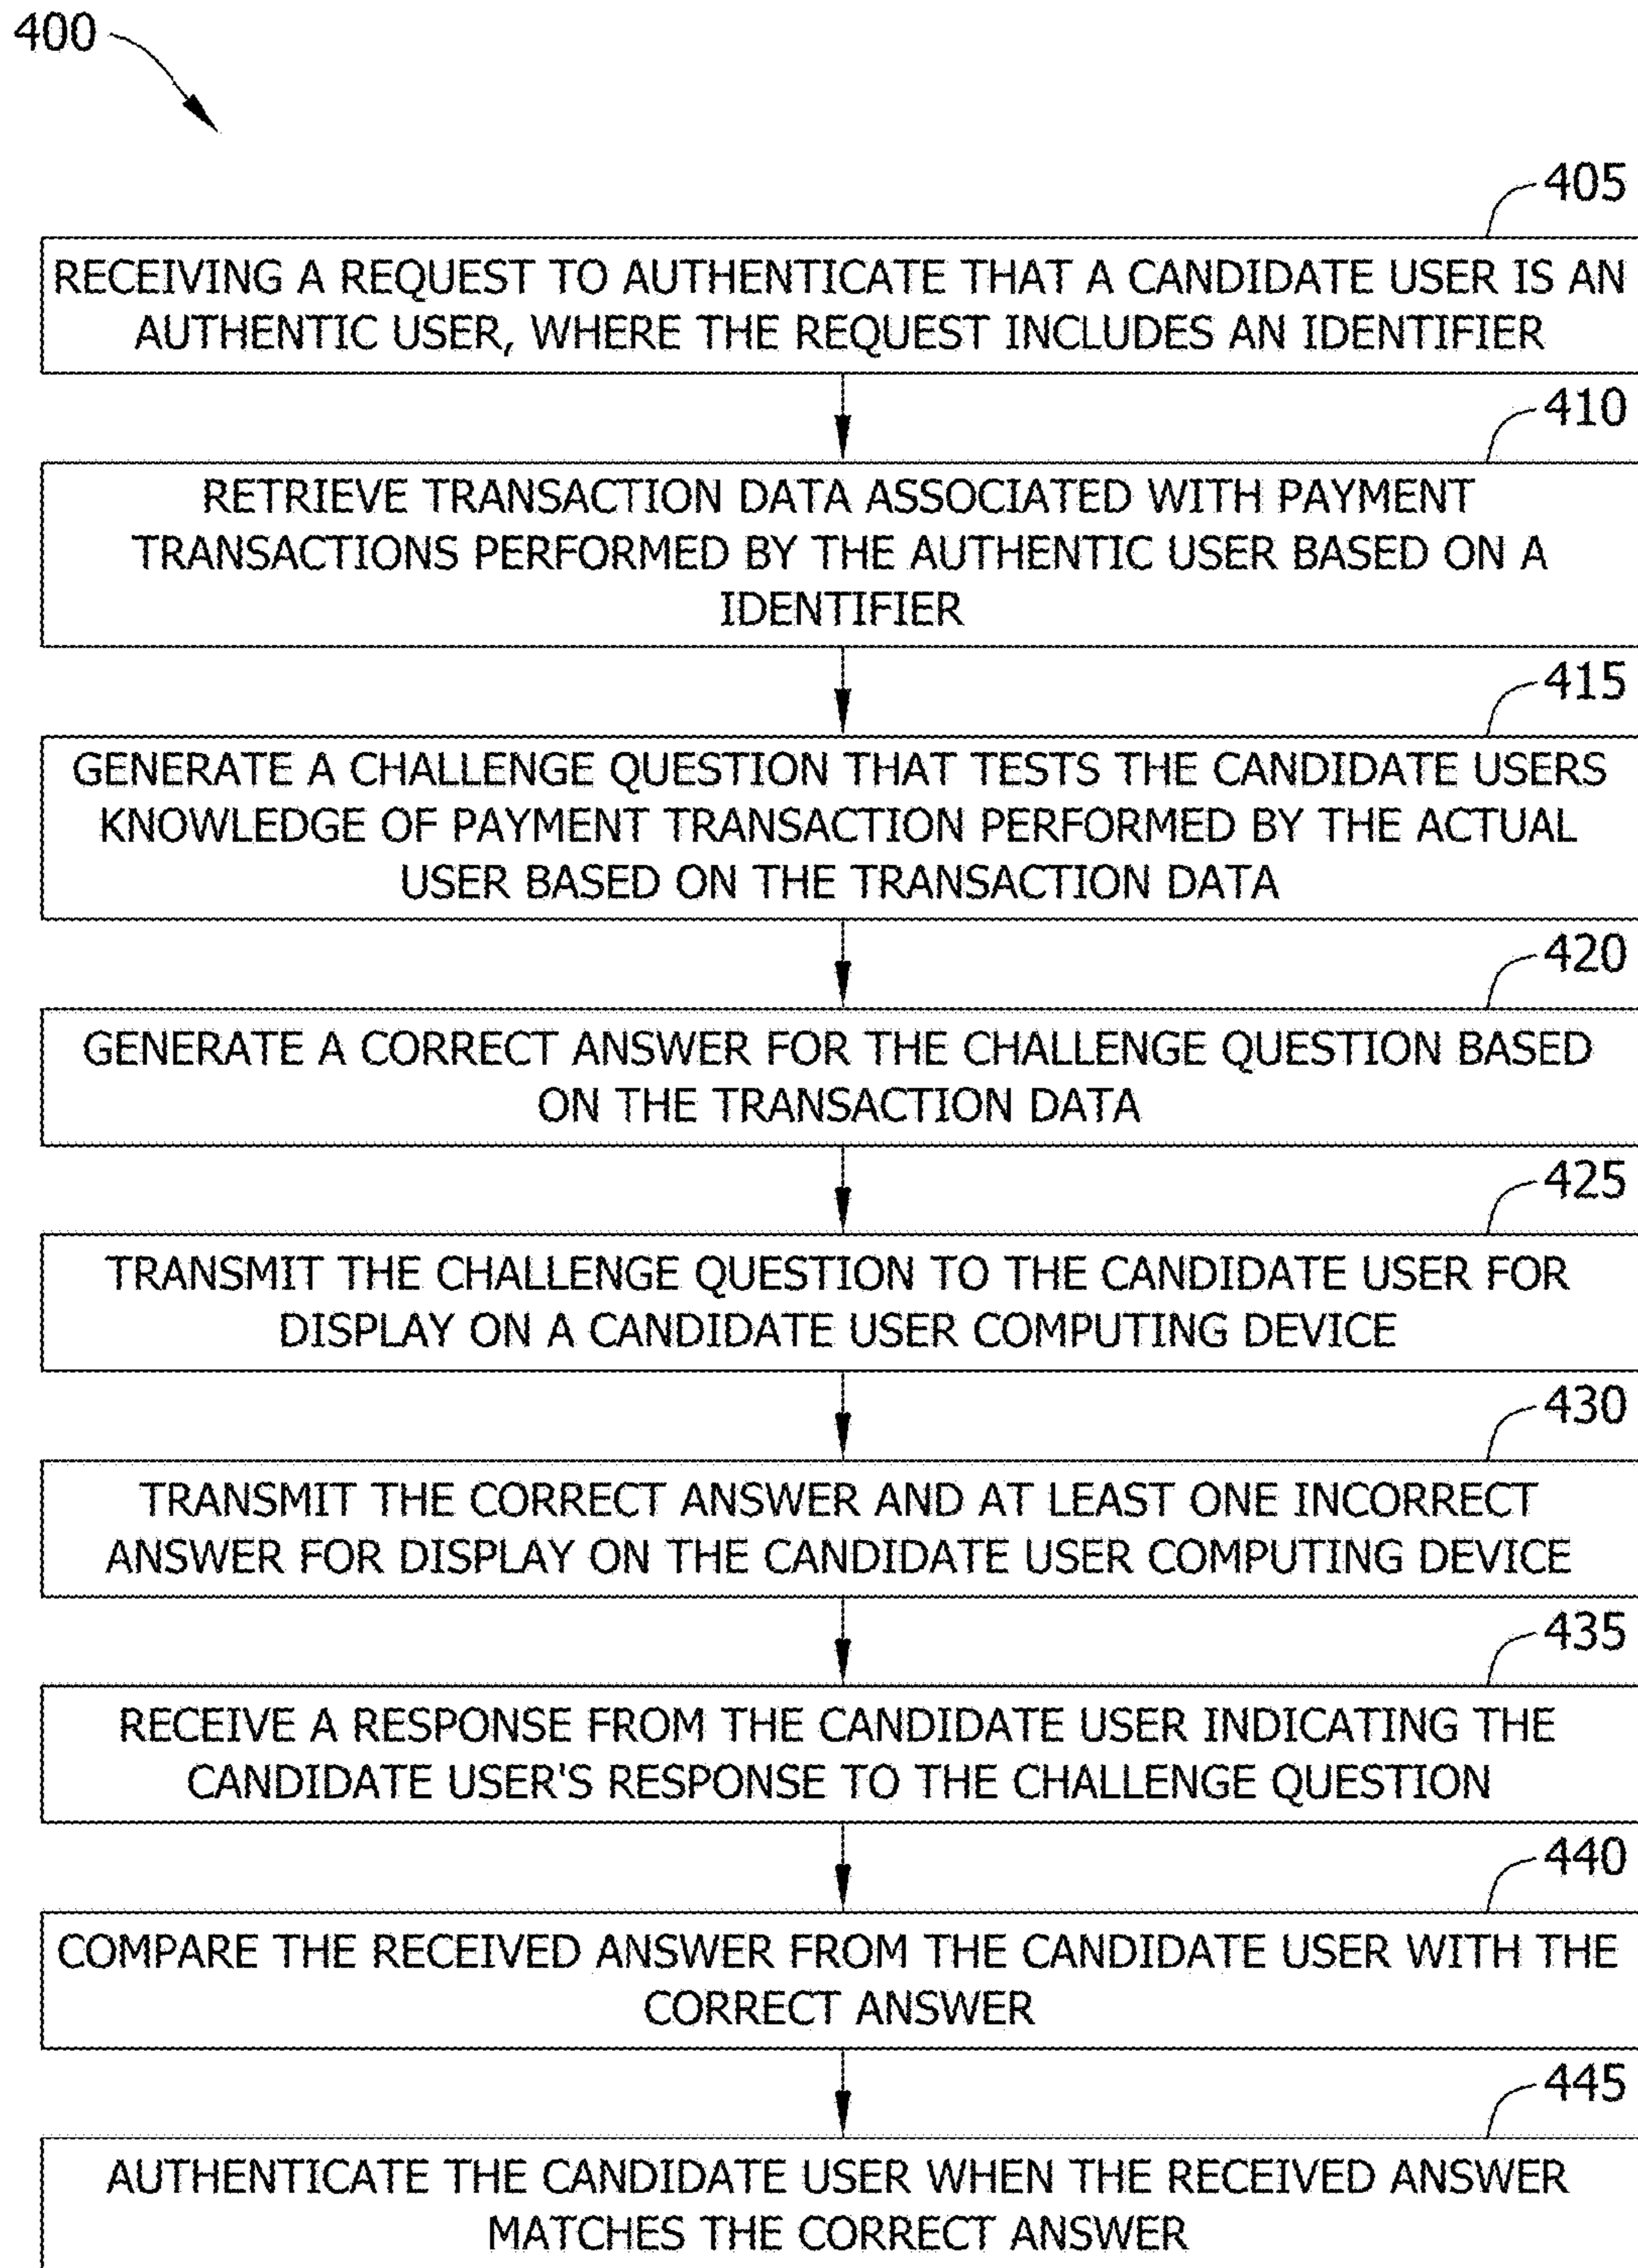 400
405
RECEIVING A REQUEST TO AUTHENTICATE THAT A CANDIDATE USER IS AN
AUTHENTIC USER, WHERE THE REQUEST INCLUDES AN IDENTIFIER
410
RETRIEVE TRANSACTION DATA ASSOCIATED WITH PAYMENT
TRANSACTIONS PERFORMED BY THE AUTHENTIC USER BASED ON A
IDENTIFIER
415
GENERATE A CHALLENGE QUESTION THAT TESTS THE CANDIDATE USERS
KNOWLEDGE OF PAYMENT TRANSACTION PERFORMED BY THE ACTUAL
USER BASED ON THE TRANSACTION DATA
420
GENERATE A CORRECT ANSWER FOR THE CHALLENGE QUESTION BASED
ON THE TRANSACTION DATA
425
TRANSMIT THE CHALLENGE QUESTION TO THE CANDIDATE USER FOR
DISPLAY ON A CANDIDATE USER COMPUTING DEVICE
430
TRANSMIT THE CORRECT ANSWER AND AT LEAST ONE INCORRECT
ANSWER FOR DISPLAY ON THE CANDIDATE USER COMPUTING DEVICE
435
RECEIVE A RESPONSE FROM THE CANDIDATE USER INDICATING THE
CANDIDATE USER'S RESPONSE TO THE CHALLENGE QUESTION
440
COMPARE THE RECEIVED ANSWER FROM THE CANDIDATE USER WITH THE
CORRECT ANSWER
445
AUTHENTICATE THE CANDIDATE USER WHEN THE RECEIVED ANSWER
MATCHES THE CORRECT ANSWER